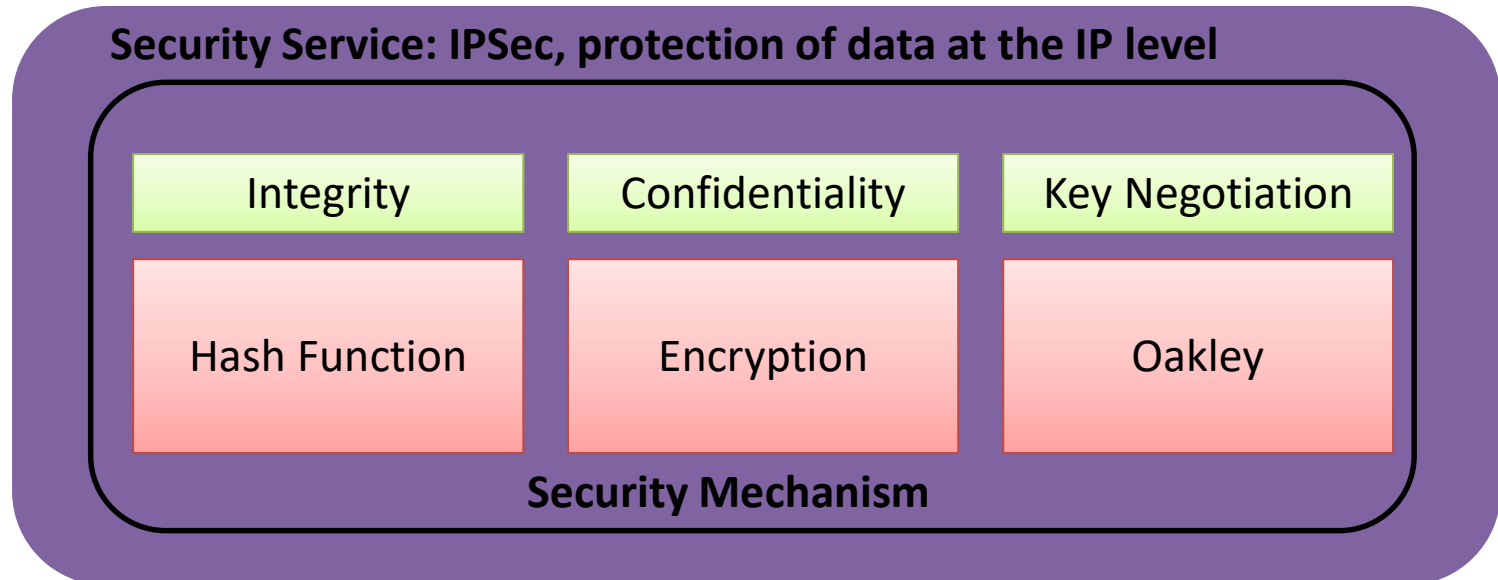 Security Service: IPSec, protection of data at the IP level
Integrity
Confidentiality
Key Negotiation
Hash Function
Encryption
Oakley
Security Mechanism